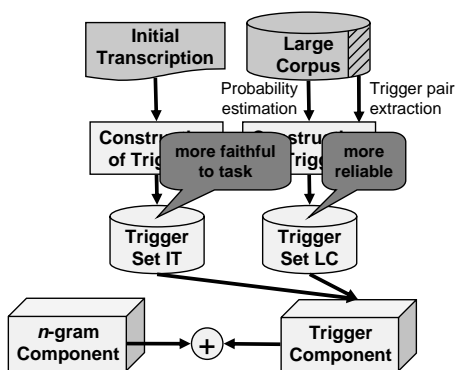 Initial
Transcription
Large
Corpus
Probability
estimation
Trigger pair
extraction
of
more faithful
to task
more
reliable
Trigger
Set IT
Trigger
Set LC
n-gram
Component
+
Trigger
Component